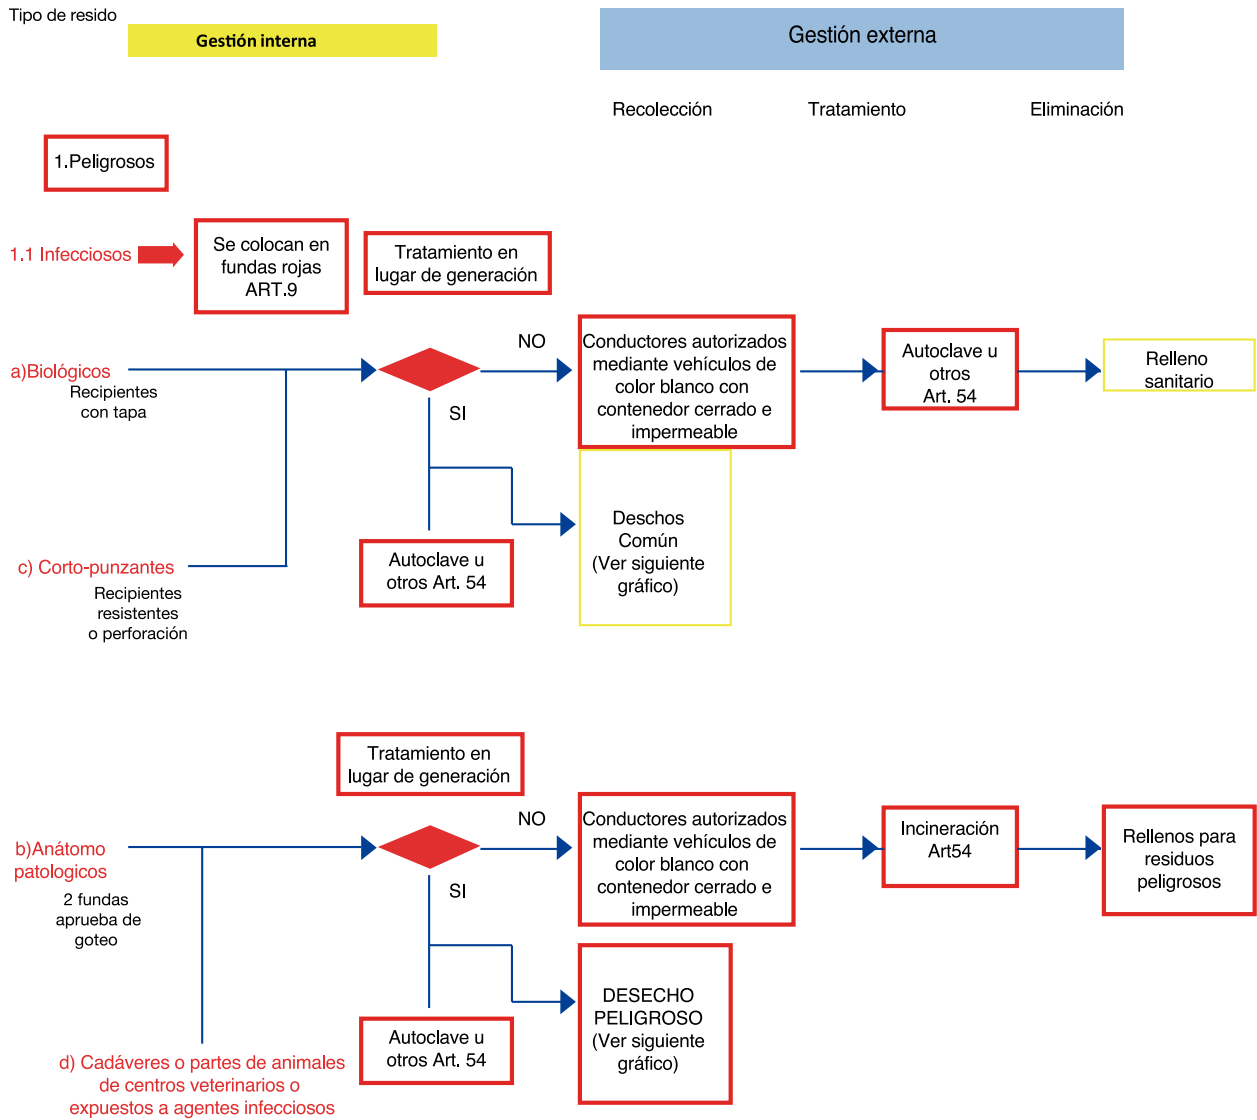 Tipo de resido
Gestión interna
Gestión externa
Recolección
Tratamiento
Eliminación
1.Peligrosos
1.1 Infecciosos
Se colocan en
fundas rojas
ART.9
Tratamiento en
lugar de generación
a)Biológicos
Recipientes
con tapa
NO
SI
Conductores autorizados
mediante vehículos de
color blanco con
contenedor cerrado e
impermeable
Autoclave u
otros
Art. 54
Relleno
sanitario
Deschos
Común
(Ver siguiente
gráfico)
Autoclave u
otros Art. 54
c) Corto-punzantes
Recipientes
resistentes
o perforación
Tratamiento en
lugar de generación
b)Anátomo
patologicos
2 fundas
aprueba de
goteo
NO
SI
Conductores autorizados
mediante vehículos de
color blanco con
contenedor cerrado e
impermeable
Incineración
Art54
Rellenos para
residuos
peligrosos
DESECHO
PELIGROSO
(Ver siguiente
gráfico)
Autoclave u
otros Art. 54
d) Cadáveres o partes de animales
de centros veterinarios o
expuestos a agentes infecciosos